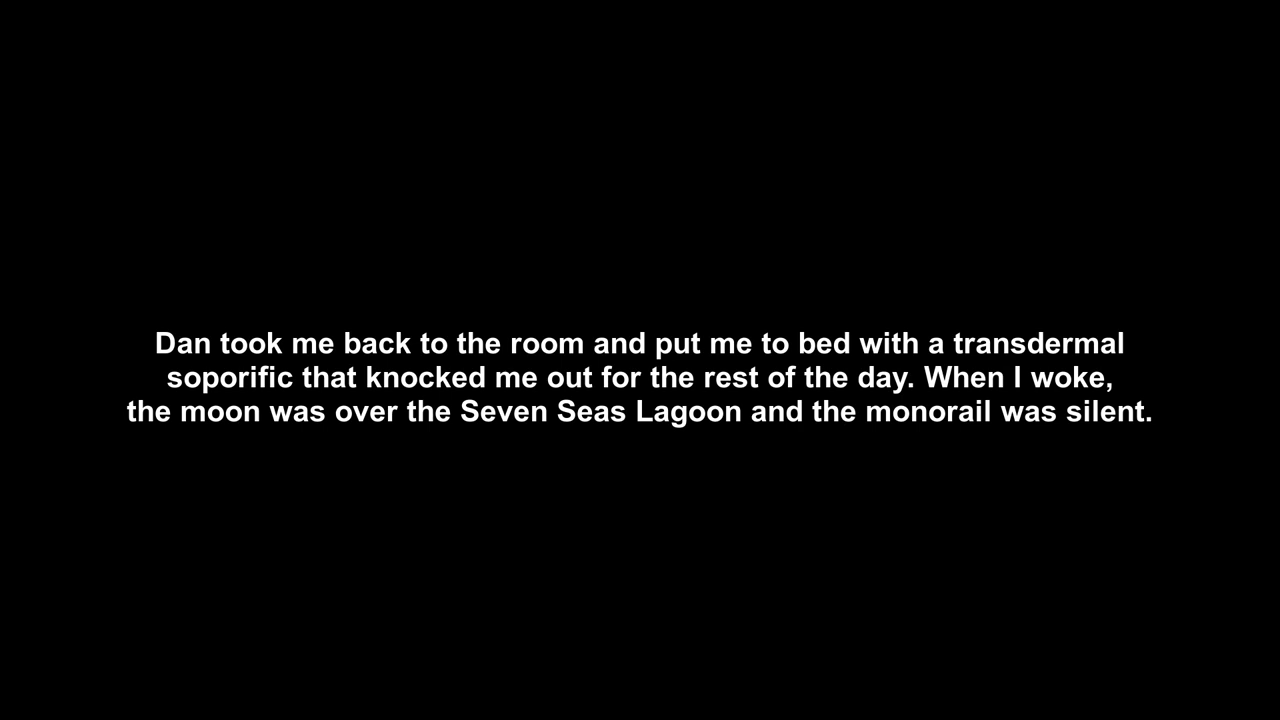 Dan took me back to the room and put me to bed with a transdermal
soporific that knocked me out for the rest of the day. When I woke,
the moon was over the Seven Seas Lagoon and the monorail was silent.